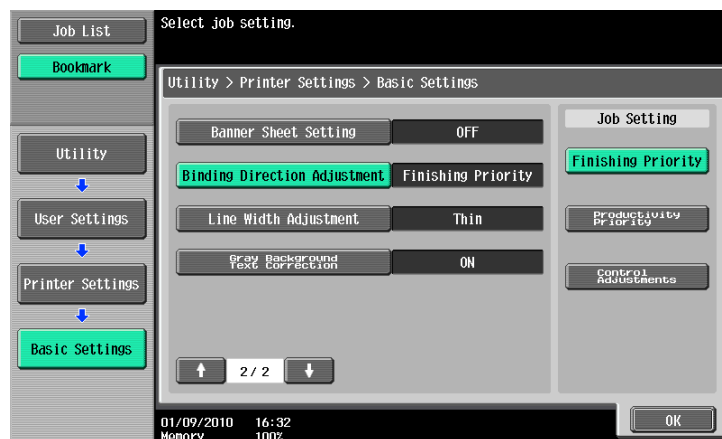 Job List
Bookmark
Utility
User Settings
Printer Settings
Basic Settings
Select job setting.
Utility > Printer Settings > Basic Settings
Banner Sheet Setting OFF
Binding Direction Adjustment Finishing Priority
Line Width Adjustment Thin
Gray Background
Text Correction ON
2/ 2
Job Setting
Finishing Priority
Productivity
Priority
Control
Adjustments
01/09/2010 16:32
Memory 100%
OK